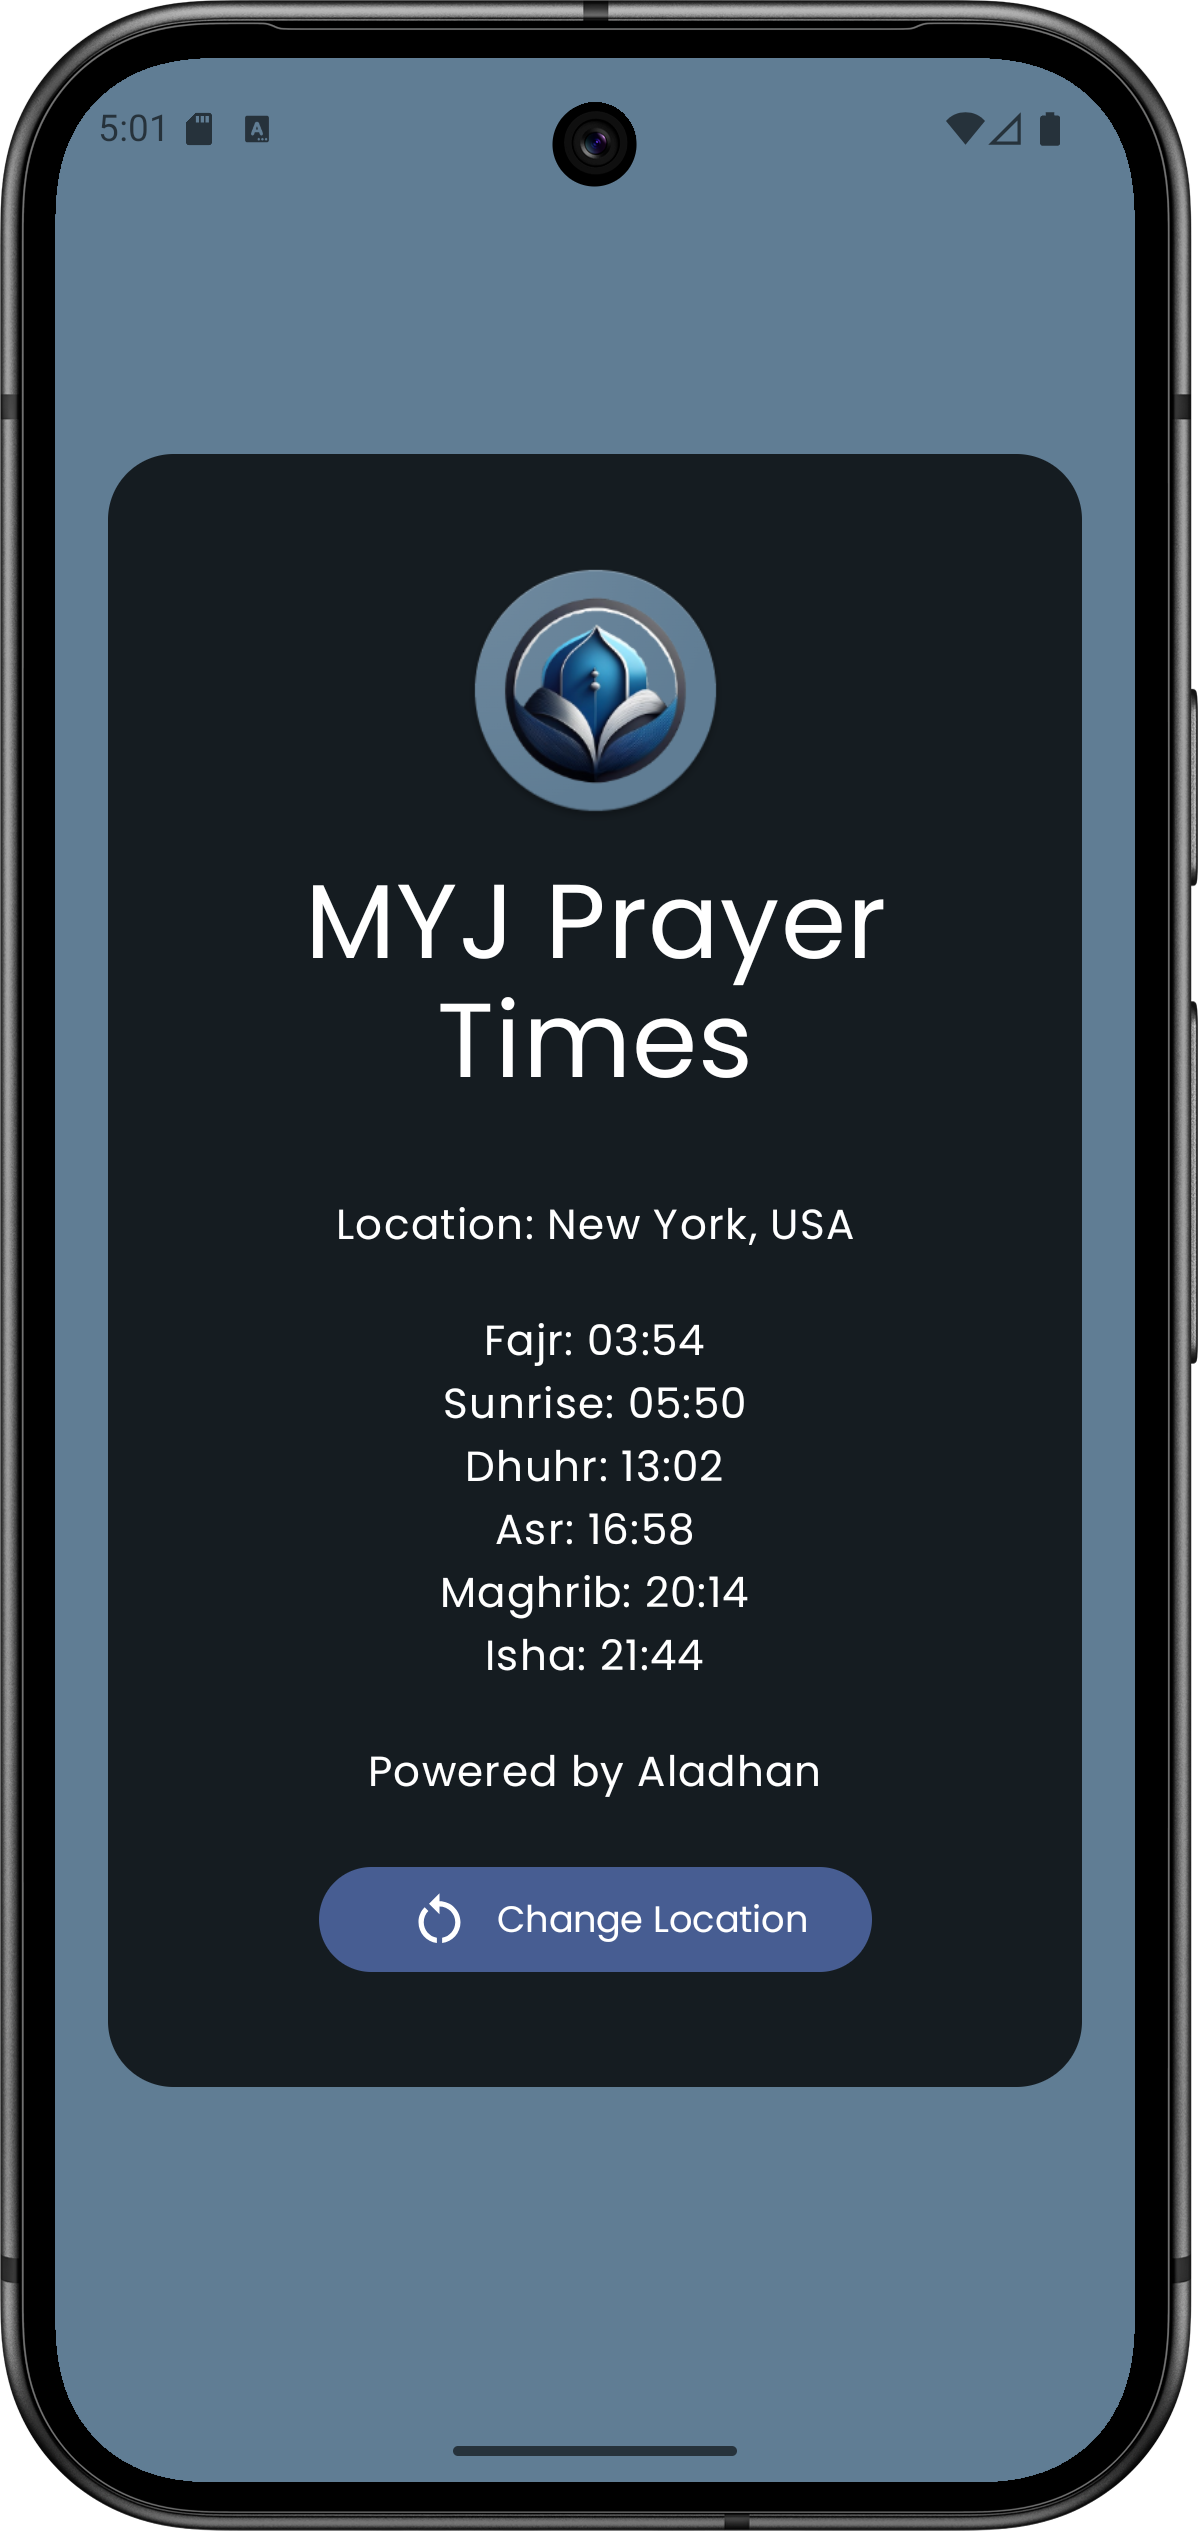 5:01
MYJ Prayer
Times
Location: New York, USA
Fajr: 03:54
Sunrise: 05:50
Dhuhr: 13:02
Asr: 16:58
Maghrib: 20:14
Isha: 21:44
Powered by Aladhan
Change Location